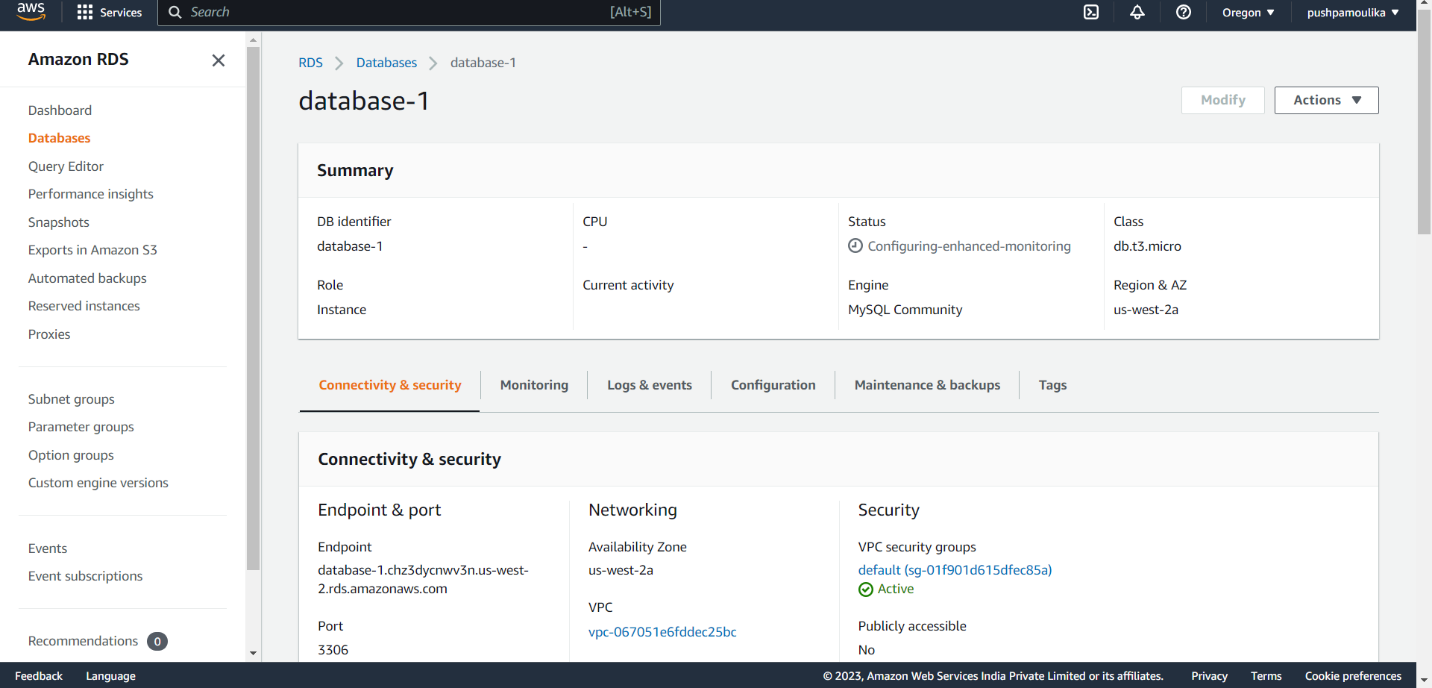 aws
Services
Search
[Alt+S]
Oregon
pushpamoulika
Amazon RDS
Dashboard
Databases
Query Editor
Performance insights
Snapshots
Exports in Amazon S3
Automated backups
Reserved instances
Proxies
Subnet groups
Parameter groups
Option groups
Custom engine versions
Events
Event subscriptions
Recommendations 0
RDS > Databases > database-1
database-1
Modify
Actions
Summary
DB identifier
database-1
CPU
-
Status
Configuring-enhanced-monitoring
Class
db.t3.micro
Role
Instance
Current activity
Engine
MySQL Community
Region & AZ
us-west-2a
Connectivity & security
Monitoring
Logs & events
Configuration
Maintenance & backups
Tags
Connectivity & security
Endpoint & port
Endpoint
database-1.chz3dycnwv3n.us-west-
2.rds.amazonaws.com
Port
3306
Networking
Availability Zone
us-west-2a
VPC
vpc-067051e6fddec25bc
Security
VPC security groups
default (sg-01f901d615dfec85a)
Active
Publicly accessible
No
Feedback
Language
© 2023, Amazon Web Services India Private Limited or its affiliates.
Privacy
Terms
Cookie preferences